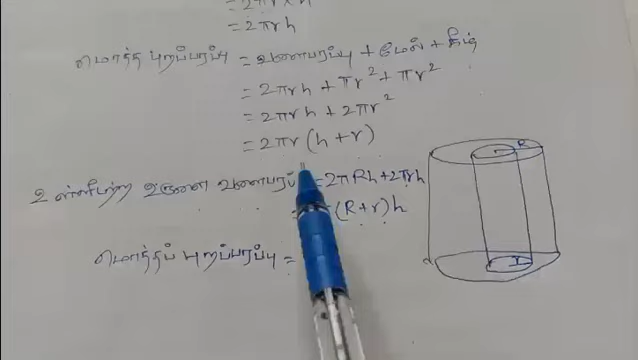 = 2πr × h
= 2πrh
மொத்த புறப்பரப்பு = வளைபரப்பு + மேல் + கீழ்
= 2πrh + πr² + πr²
= 2πrh + 2πr²
= 2πr (h + r)
உள்ளீடற்ற உருளை வளைபரப்பு = 2πRh + 2πrh
= (R + r) h
மொத்தப் புறப்பரப்பு =
R